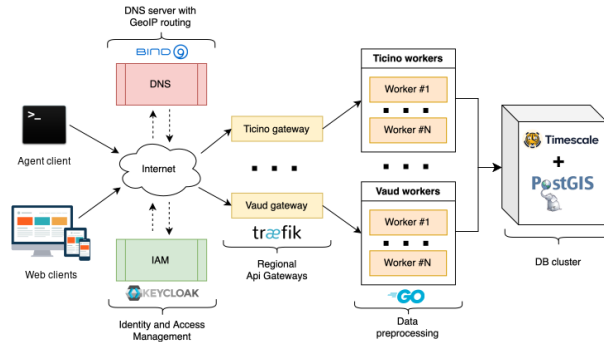 DNS server with
GeoIP routing
BIND 9
DNS
>_
Agent client
Internet
Web clients
IAM
KEYCLOAK
Identity and Access
Management
Ticino gateway
Vaud gateway
træfik
Regional
Api Gateways
Ticino workers
Worker #1
Worker #N
Vaud workers
Worker #1
Worker #N
GO
Data
preprocessing
Timescale
+
PostGIS
DB cluster